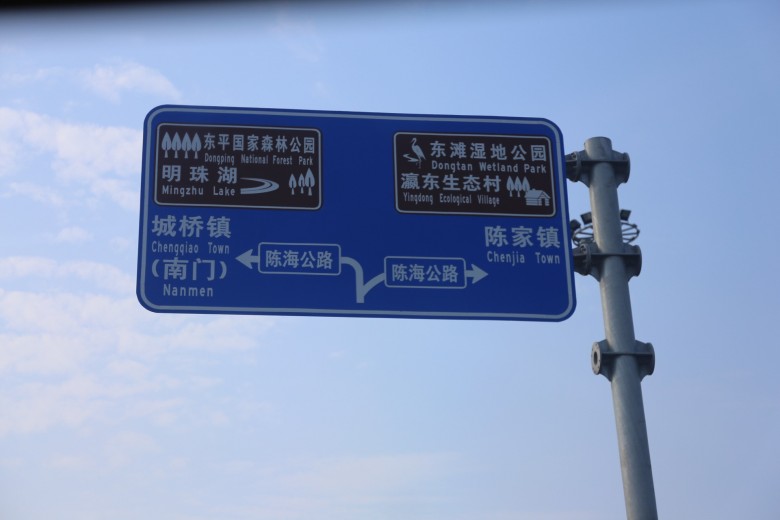 东平国家森林公园
Dongping National Forest Park
明珠湖
Mingzhu Lake
东滩湿地公园
Dongtan Wetland Park
瀛东生态村
Yingdong Ecological Village
城桥镇
Chengqiao Town
(南门)
Nanmen
陈海公路
陈海公路
陈家镇
Chenjia Town